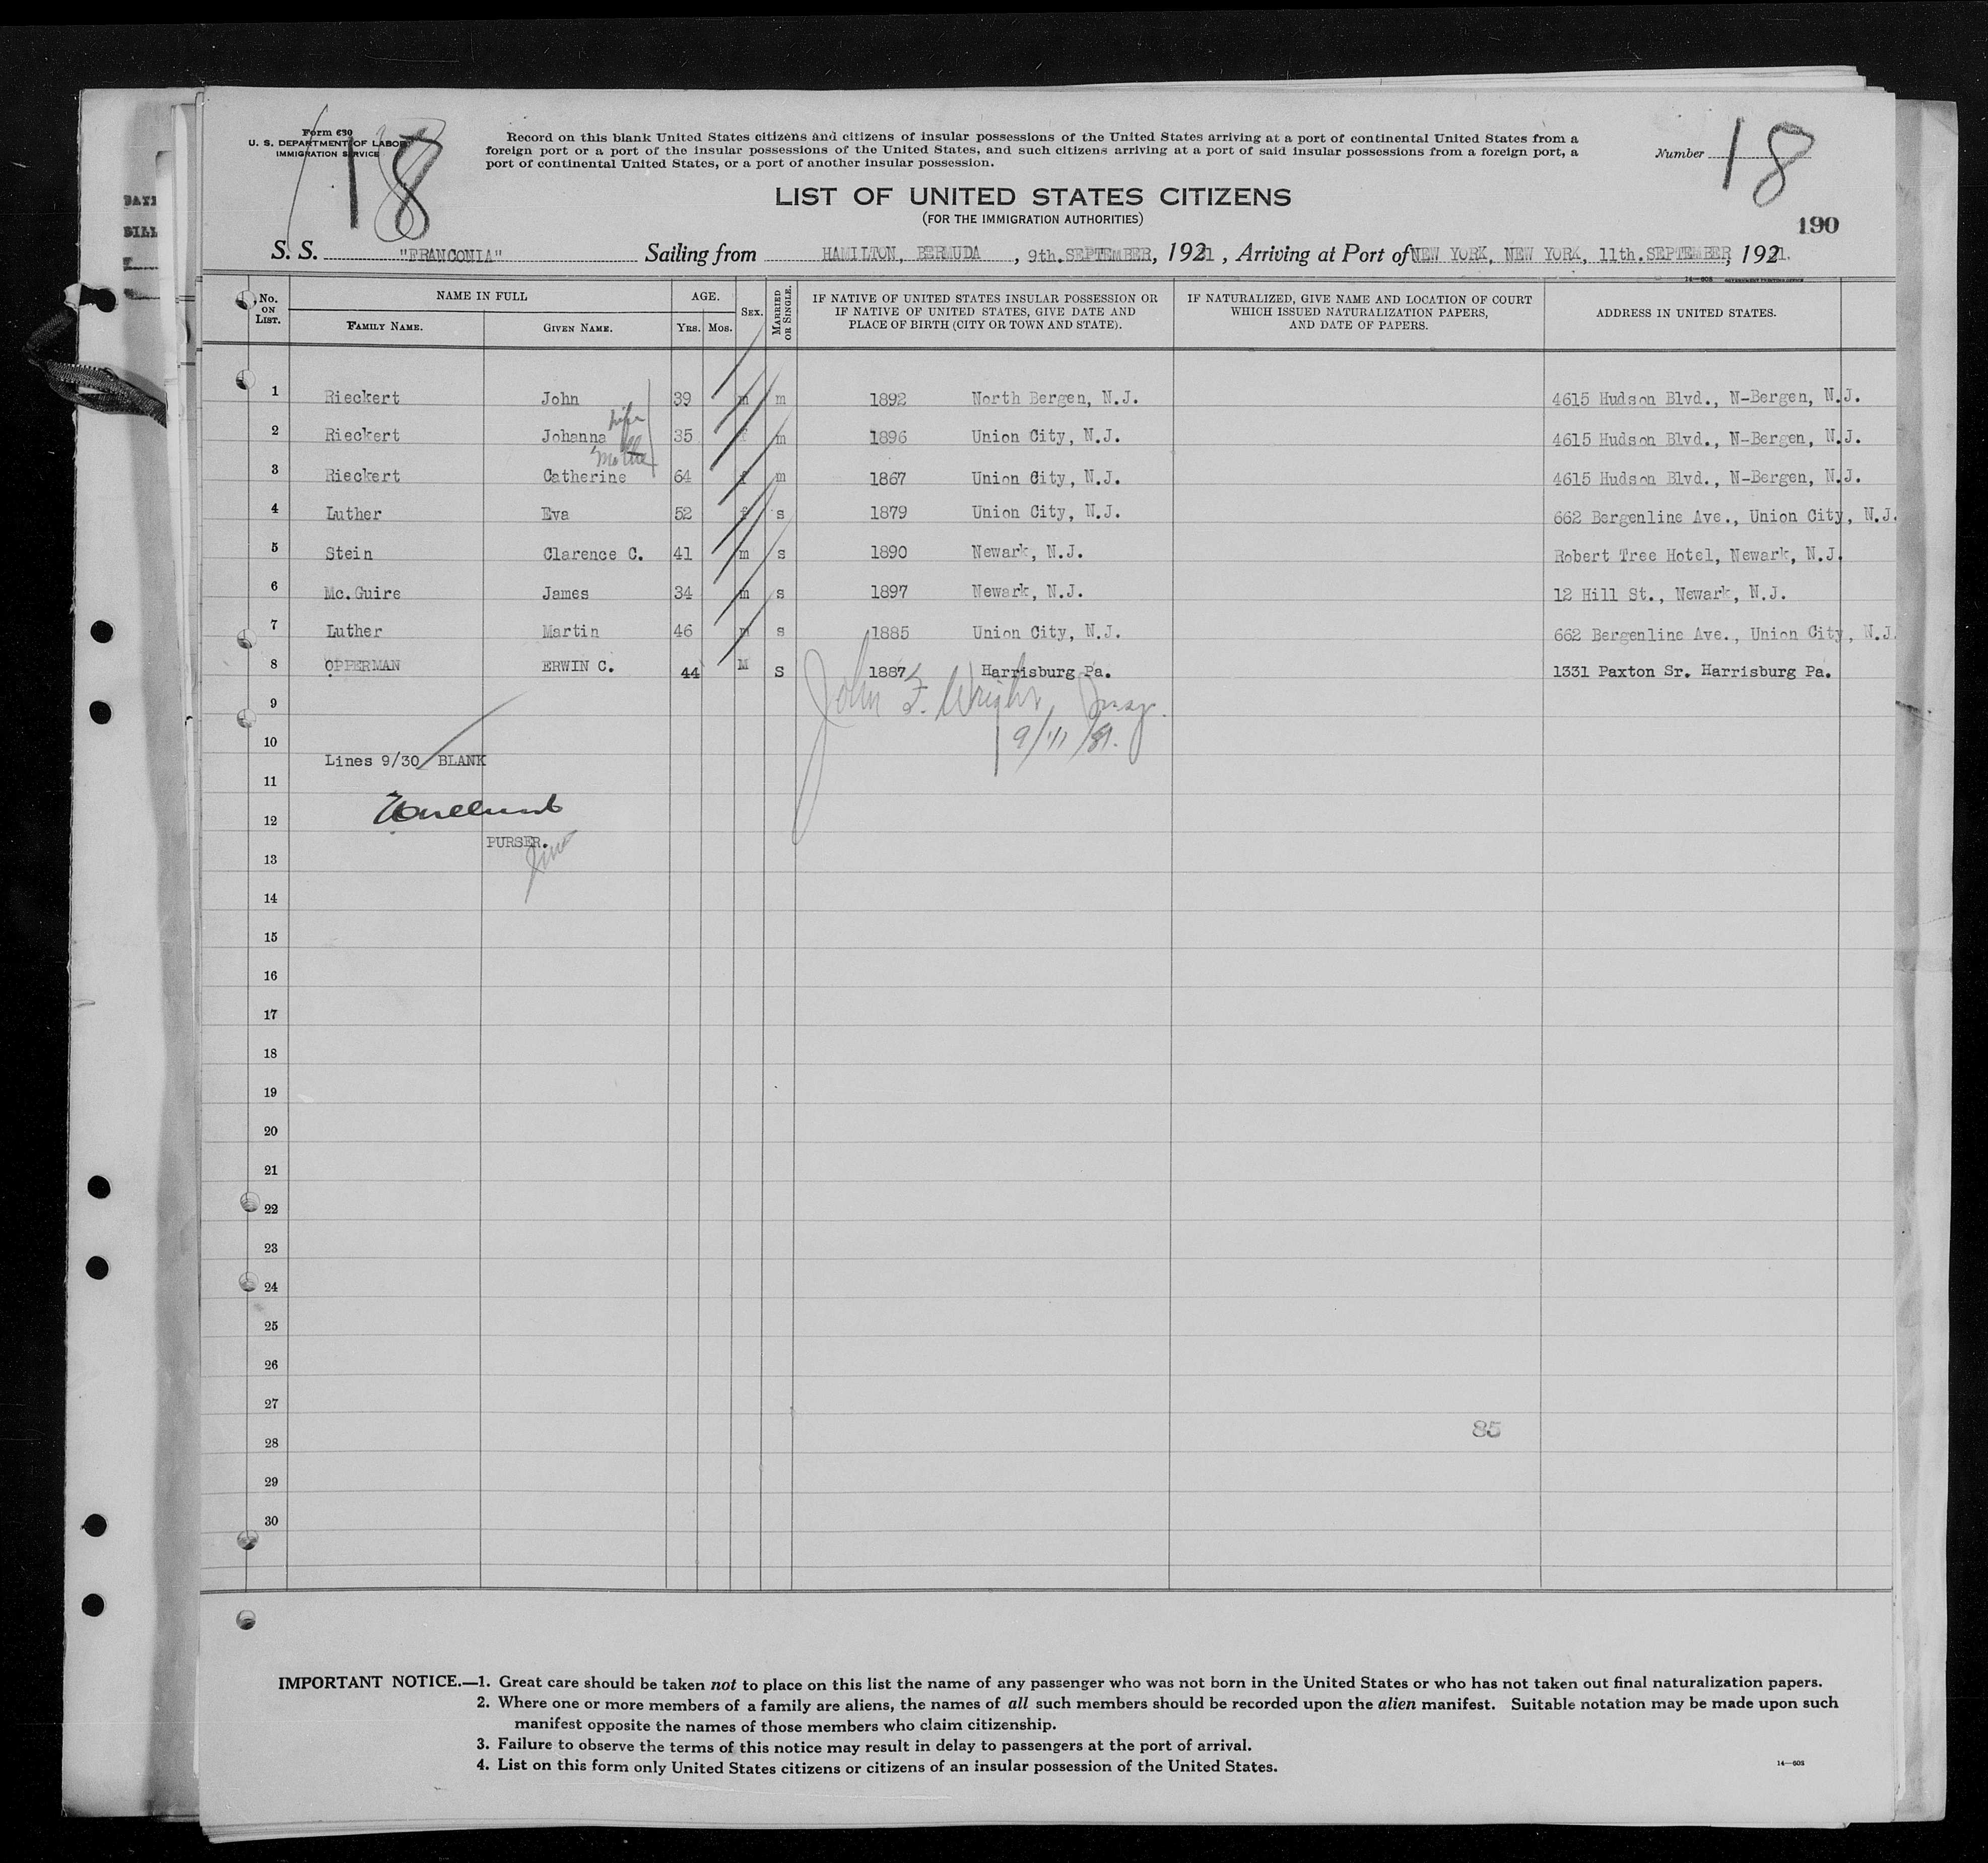 Form 630
U. S. DEPARTMENT OF LABOR
IMMIGRATION SERVICE
18
Record on this blank United States citizens and citizens of insular possessions of the United States arriving at a port of continental United States from a
foreign port or a port of the insular possessions of the United States, and such citizens arriving at a port of said insular possessions from a foreign port, a
port of continental United States, or a port of another insular possession.
Number 18
LIST OF UNITED STATES CITIZENS
(FOR THE IMMIGRATION AUTHORITIES)
190
S. S. "FRANCONIA" Sailing from HAMILTON, BERMUDA, 9th. SEPTEMBER, 1931, Arriving at Port of NEW YORK, NEW YORK, 11th. SEPTEMBER, 1931.
14—608 GOVERNMENT PRINTING OFFICE
No. ON LIST. NAME IN FULL FAMILY NAME. GIVEN NAME. AGE. YRS. MOS. SEX. MARRIED OR SINGLE. IF NATIVE OF UNITED STATES INSULAR POSSESSION OR IF NATIVE OF UNITED STATES, GIVE DATE AND PLACE OF BIRTH (CITY OR TOWN AND STATE). IF NATURALIZED, GIVE NAME AND LOCATION OF COURT WHICH ISSUED NATURALIZATION PAPERS, AND DATE OF PAPERS. ADDRESS IN UNITED STATES.
1 Rieckert John 39 m m 1892 North Bergen, N.J. 4615 Hudson Blvd., N-Bergen, N.J.
wife
2 Rieckert Johanna 35 f m 1896 Union City, N.J. 4615 Hudson Blvd., N-Bergen, N.J.
Mother
3 Rieckert Catherine 64 f m 1867 Union City, N.J. 4615 Hudson Blvd., N-Bergen, N.J.
4 Luther Eva 52 f s 1879 Union City, N.J. 662 Bergenline Ave., Union City, N.J.
5 Stein Clarence C. 41 m s 1890 Newark, N.J. Robert Tree Hotel, Newark, N.J.
6 Mc.Guire James 34 m s 1897 Newark, N.J. 12 Hill St., Newark, N.J.
7 Luther Martin 46 m s 1885 Union City, N.J. 662 Bergenline Ave., Union City, N.J.
8 OPPERMAN ERWIN C. 44 M S 1887 Harrisburg Pa. 1331 Paxton Sr. Harrisburg Pa.
John F. Wright Insp.
9
9/11/31.
10
Lines 9/30 BLANK
11
12
PURSER.
13
14
15
16
17
18
19
20
21
22
23
24
25
26
27
85
28
29
30
IMPORTANT NOTICE.—1. Great care should be taken not to place on this list the name of any passenger who was not born in the United States or who has not taken out final naturalization papers.
2. Where one or more members of a family are aliens, the names of all such members should be recorded upon the alien manifest. Suitable notation may be made upon such
manifest opposite the names of those members who claim citizenship.
3. Failure to observe the terms of this notice may result in delay to passengers at the port of arrival.
4. List on this form only United States citizens or citizens of an insular possession of the United States.
14—608